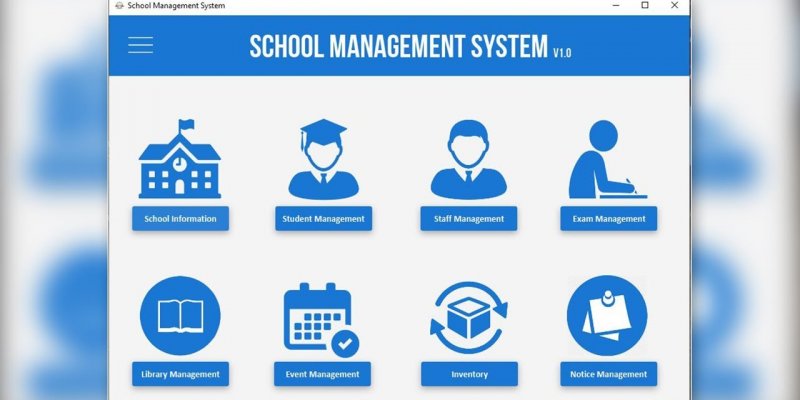 School Management System
SCHOOL MANAGEMENT SYSTEM V1.0
School Information
Student Management
Staff Management
Exam Management
Library Management
Event Management
Inventory
Notice Management